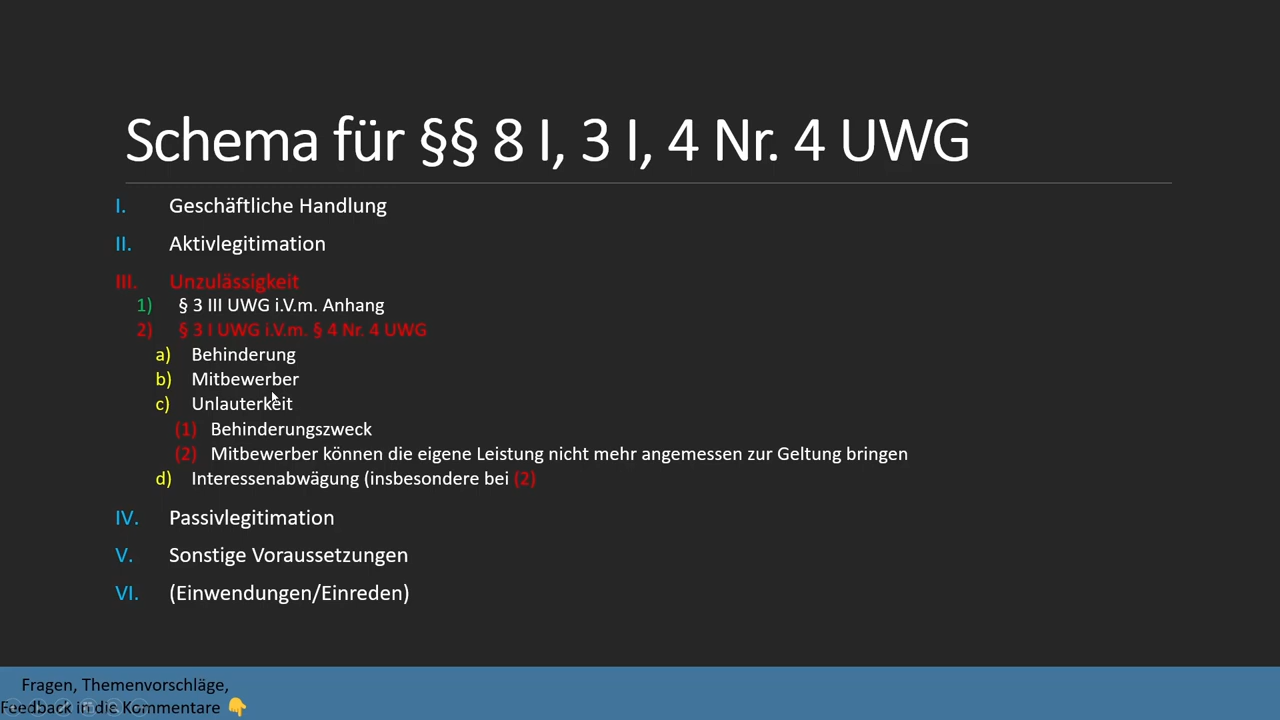 Schema für §§ 8 I, 3 I, 4 Nr. 4 UWG
I. Geschäftliche Handlung
II. Aktivlegitimation
III. Unzulässigkeit
1) § 3 III UWG i.V.m. Anhang
2) § 3 I UWG i.V.m. § 4 Nr. 4 UWG
a) Behinderung
b) Mitbewerber
c) Unlauterkeit
(1) Behinderungszweck
(2) Mitbewerber können die eigene Leistung nicht mehr angemessen zur Geltung bringen
d) Interessenabwägung (insbesondere bei (2)
IV. Passivlegitimation
V. Sonstige Voraussetzungen
VI. (Einwendungen/Einreden)
Fragen, Themenvorschläge,
Feedback in die Kommentare 👇